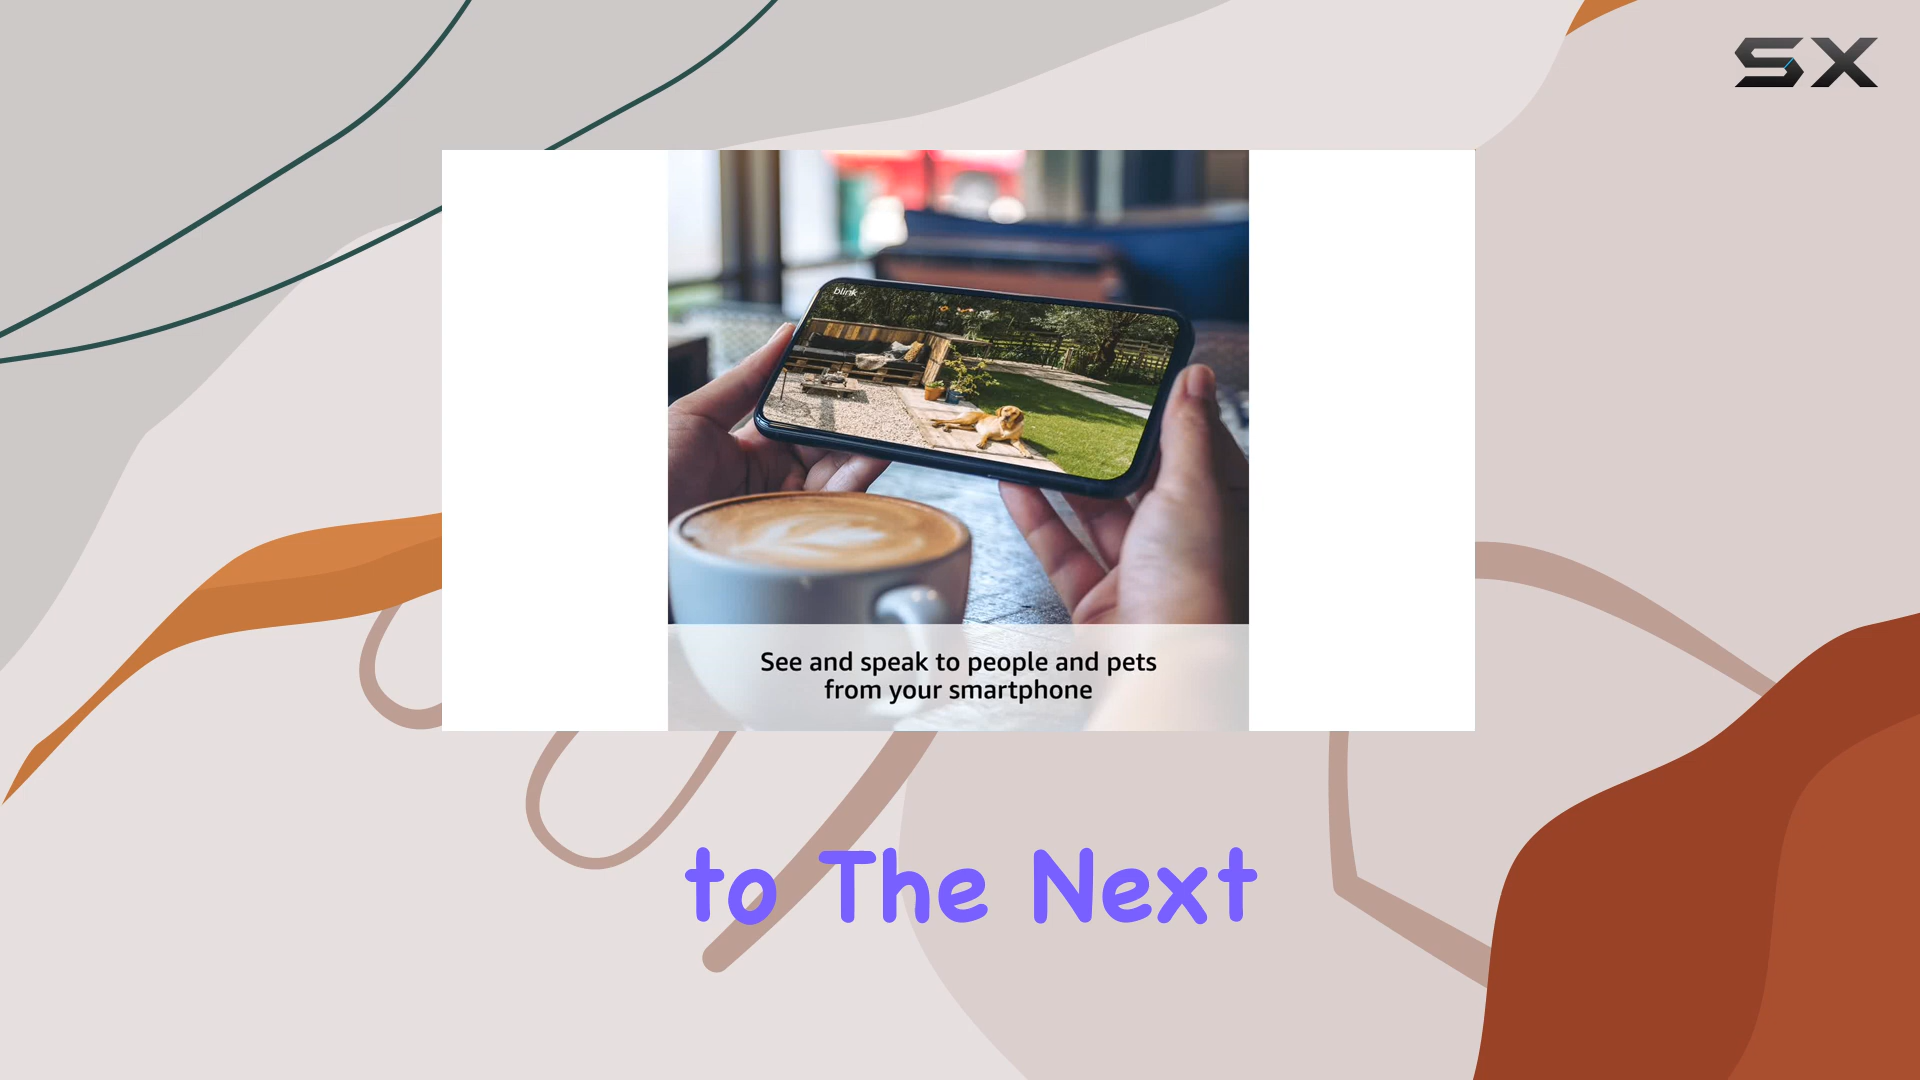 SX
blink
See and speak to people and pets
from your smartphone
to The Next